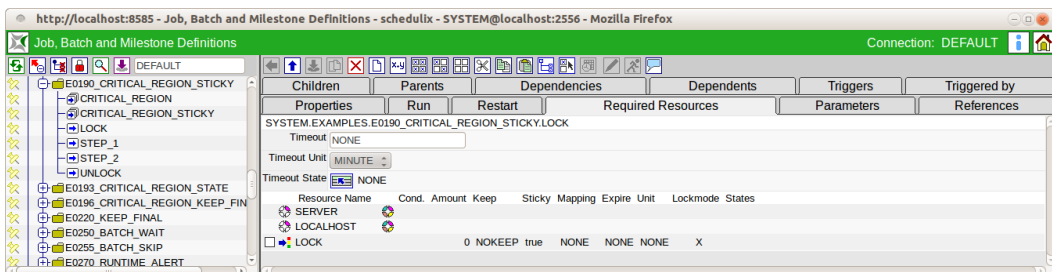 http://localhost:8585 - Job, Batch and Milestone Definitions - schedulix - SYSTEM@localhost:2556 - Mozilla Firefox
Job, Batch and Milestone Definitions
Connection: DEFAULT
DEFAULT
E0190_CRITICAL_REGION_STICKY
CRITICAL_REGION
CRITICAL_REGION_STICKY
LOCK
STEP_1
STEP_2
UNLOCK
E0193_CRITICAL_REGION_STATE
E0196_CRITICAL_REGION_KEEP_FIN
E0220_KEEP_FINAL
E0250_BATCH_WAIT
E0255_BATCH_SKIP
E0270_RUNTIME_ALERT
Children Parents Dependencies Dependents Triggers Triggered by
Properties Run Restart Required Resources Parameters References
SYSTEM.EXAMPLES.E0190_CRITICAL_REGION_STICKY.LOCK
Timeout NONE
Timeout Unit MINUTE
Timeout State NONE
Resource Name Cond. Amount Keep Sticky Mapping Expire Unit Lockmode States
SERVER
LOCALHOST
LOCK 0 NOKEEP true NONE NONE NONE X